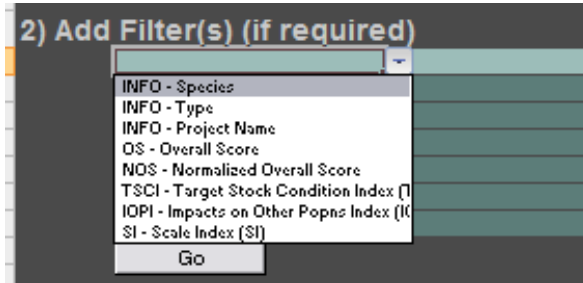 2) Add Filter(s) (if required)
INFO - Species
INFO - Type
INFO - Project Name
OS - Overall Score
NOS - Normalized Overall Score
TSCI - Target Stock Condition Index (T
IOPI - Impacts on Other Popns Index (IO
SI - Scale Index (SI)
Go